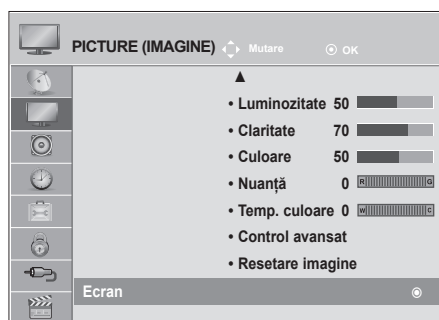 PICTURE (IMAGINE) Mutare OK
• Luminozitate 50
• Claritate 70
• Culoare 50
• Nuanță 0 R G
• Temp. culoare 0 W C
• Control avansat
• Resetare imagine
Ecran